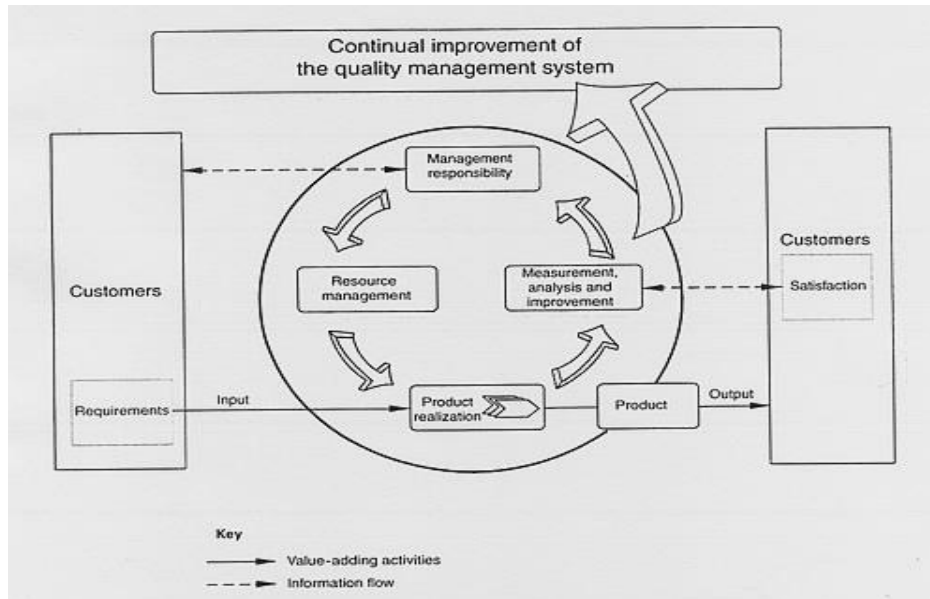 Continual improvement of
the quality management system
Management
responsibility
Customers
Resource
management
Measurement,
analysis and
improvement
Customers
Satisfaction
Requirements
Input
Product
realization
Product
Output
Key
Value-adding activities
Information flow